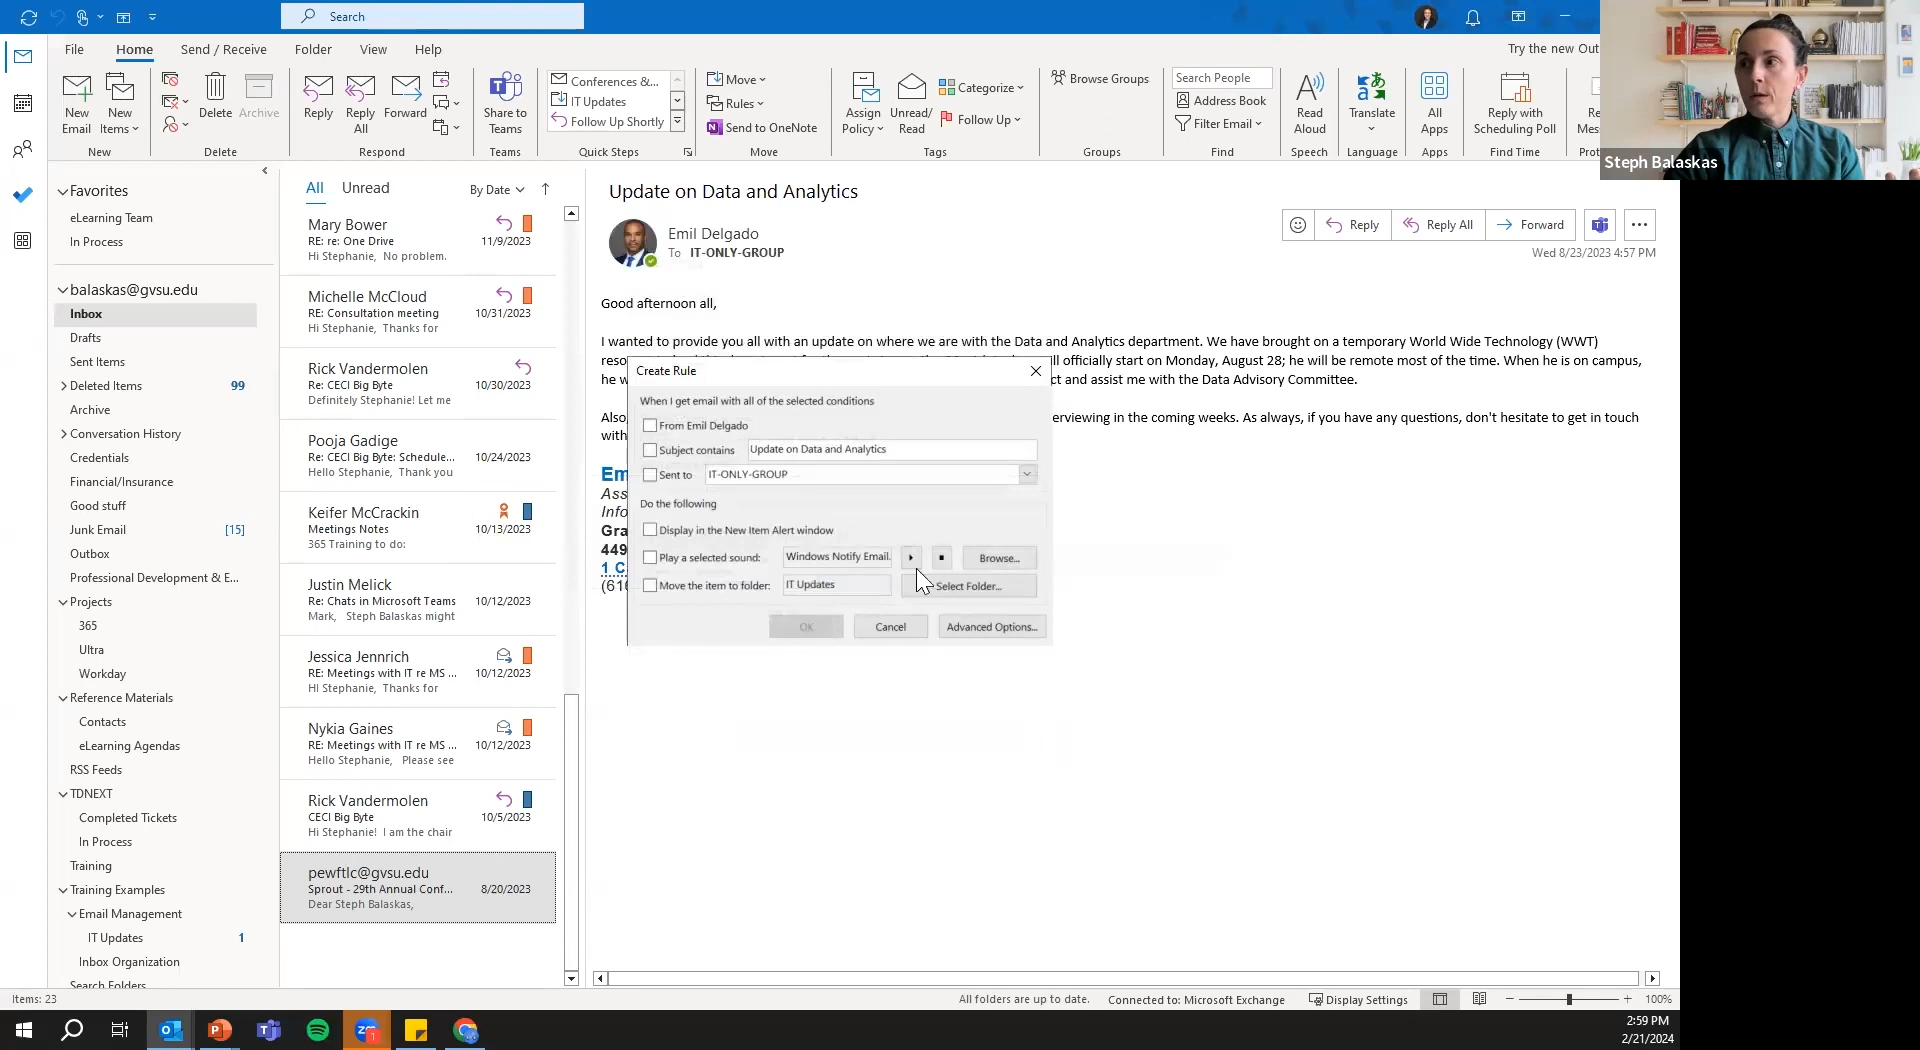 Search
File Home Send / Receive Folder View Help
Try the new Out
New Email
New Items
New
Delete
Archive
Delete
Reply
Reply All
Forward
Respond
Share to Teams
Teams
Conferences &...
IT Updates
Follow Up Shortly
Quick Steps
Move
Rules
Send to OneNote
Move
Assign Policy
Unread/ Read
Categorize
Follow Up
Tags
Browse Groups
Groups
Search People
Address Book
Filter Email
Find
Read Aloud
Speech
Translate
Language
All Apps
Apps
Reply with Scheduling Poll
Find Time
Steph Balaskas
Favorites
eLearning Team
In Process
balaskas@gvsu.edu
Inbox
Drafts
Sent Items
Deleted Items 99
Archive
Conversation History
Credentials
Financial/Insurance
Good stuff
Junk Email [15]
Outbox
Professional Development & E...
Projects
365
Ultra
Workday
Reference Materials
Contacts
eLearning Agendas
RSS Feeds
TDNEXT
Completed Tickets
In Process
Training
Training Examples
Email Management
IT Updates 1
Inbox Organization
Search Folders
All Unread By Date
Mary Bower
RE: re: One Drive 11/9/2023
Hi Stephanie, No problem.
Michelle McCloud
RE: Consultation meeting 10/31/2023
Hi Stephanie, Thanks for
Rick Vandermolen
Re: CECI Big Byte 10/30/2023
Definitely Stephanie! Let me
Pooja Gadige
Re: CECI Big Byte: Schedule... 10/24/2023
Hello Stephanie, Thank you
Keifer McCrackin
Meetings Notes 10/13/2023
365 Training to do:
Justin Melick
Re: Chats in Microsoft Teams 10/12/2023
Mark, Steph Balaskas might
Jessica Jennrich
RE: Meetings with IT re MS ... 10/12/2023
HI Stephanie, Thanks for
Nykia Gaines
RE: Meetings with IT re MS ... 10/12/2023
Hello Stephanie, Please see
Rick Vandermolen
CECI Big Byte 10/5/2023
Hi Stephanie! I am the chair
pewftlc@gvsu.edu
Sprout - 29th Annual Conf... 8/20/2023
Dear Steph Balaskas,
Update on Data and Analytics
Emil Delgado
To IT-ONLY-GROUP
Reply Reply All Forward
Wed 8/23/2023 4:57 PM
Good afternoon all,
I wanted to provide you all with an update on where we are with the Data and Analytics department. We have brought on a temporary World Wide Technology (WWT)
officially start on Monday, August 28; he will be remote most of the time. When he is on campus,
he w ct and assist me with the Data Advisory Committee.
Also, erviewing in the coming weeks. As always, if you have any questions, don't hesitate to get in touch
with
Em
Ass
Info
Gra
449
1 C
(616
Create Rule
When I get email with all of the selected conditions
From Emil Delgado
Subject contains Update on Data and Analytics
Sent to IT-ONLY-GROUP
Do the following
Display in the New Item Alert window
Play a selected sound: Windows Notify Email. Browse...
Move the item to folder: IT Updates Select Folder...
OK Cancel Advanced Options...
Items: 23
All folders are up to date. Connected to: Microsoft Exchange Display Settings 100%
2:59 PM
2/21/2024